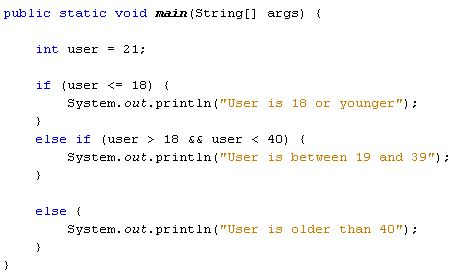 public static void main(String[] args) {
int user = 21;
if (user <= 18) {
System.out.println("User is 18 or younger");
}
else if (user > 18 && user < 40) {
System.out.println("User is between 19 and 39");
}
else {
System.out.println("User is older than 40");
}
}